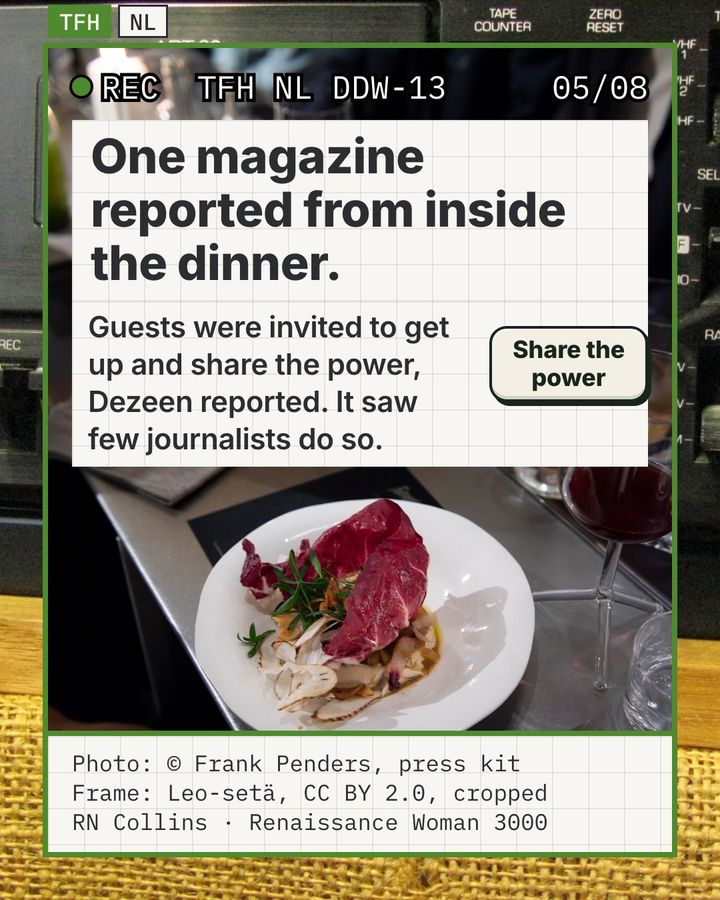 TFH NL
TAPE COUNTER
ZERO RESET
REC TFH NL DDW-13 05/08
One magazine
reported from inside
the dinner.
Guests were invited to get
up and share the power,
Dezeen reported. It saw
few journalists do so.
Share the
power
REC
Photo: © Frank Penders, press kit
Frame: Leo-setä, CC BY 2.0, cropped
RN Collins · Renaissance Woman 3000